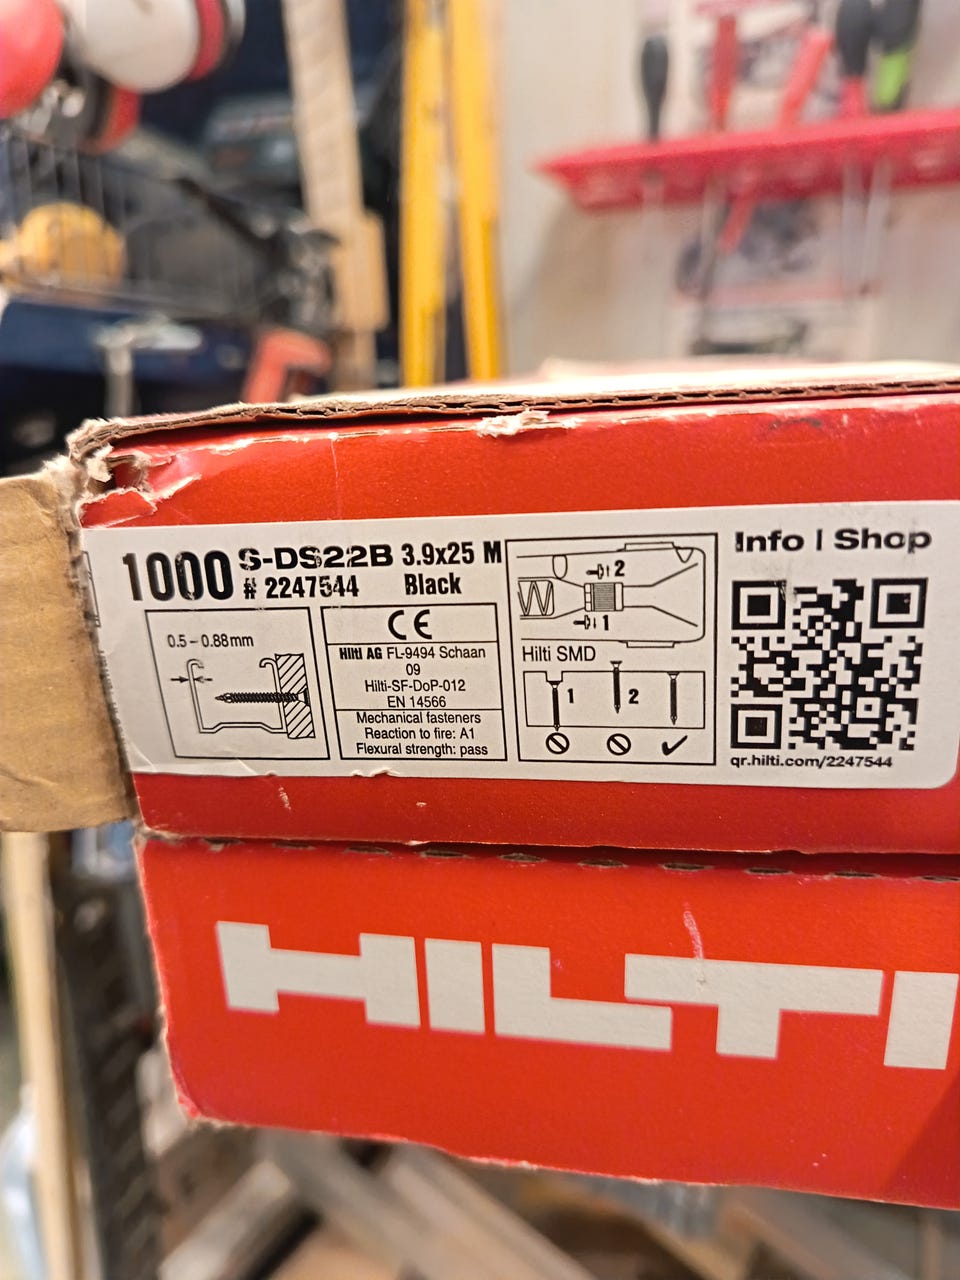 1000 S-DS22B 3.9x25 M
# 2247544 Black
0.5 – 0.88mm
CE
Hilti AG FL-9494 Schaan
09
Hilti-SF-DoP-012
EN 14566
Mechanical fasteners
Reaction to fire: A1
Flexural strength: pass
2
1
Hilti SMD
1 2
Info | Shop
qr.hilti.com/2247544
HILTI